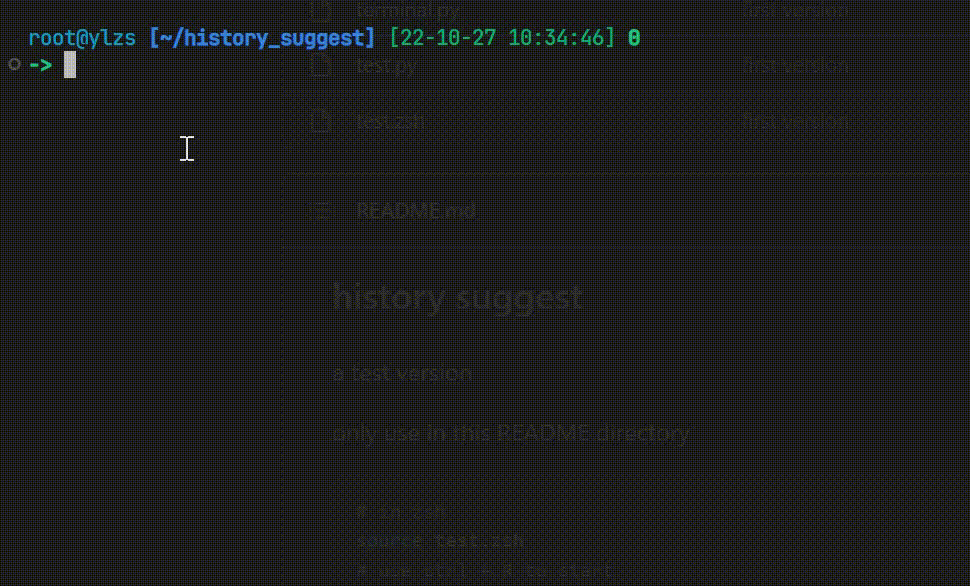 terminal.py first version
root@ylzs [~/history_suggest] [22-10-27 10:34:46] 0
-> 
test.py first version
test.zsh first version
README.md
history suggest
a test version
only use in this README directory
# in zsh
source test.zsh
# use ctrl + R to start